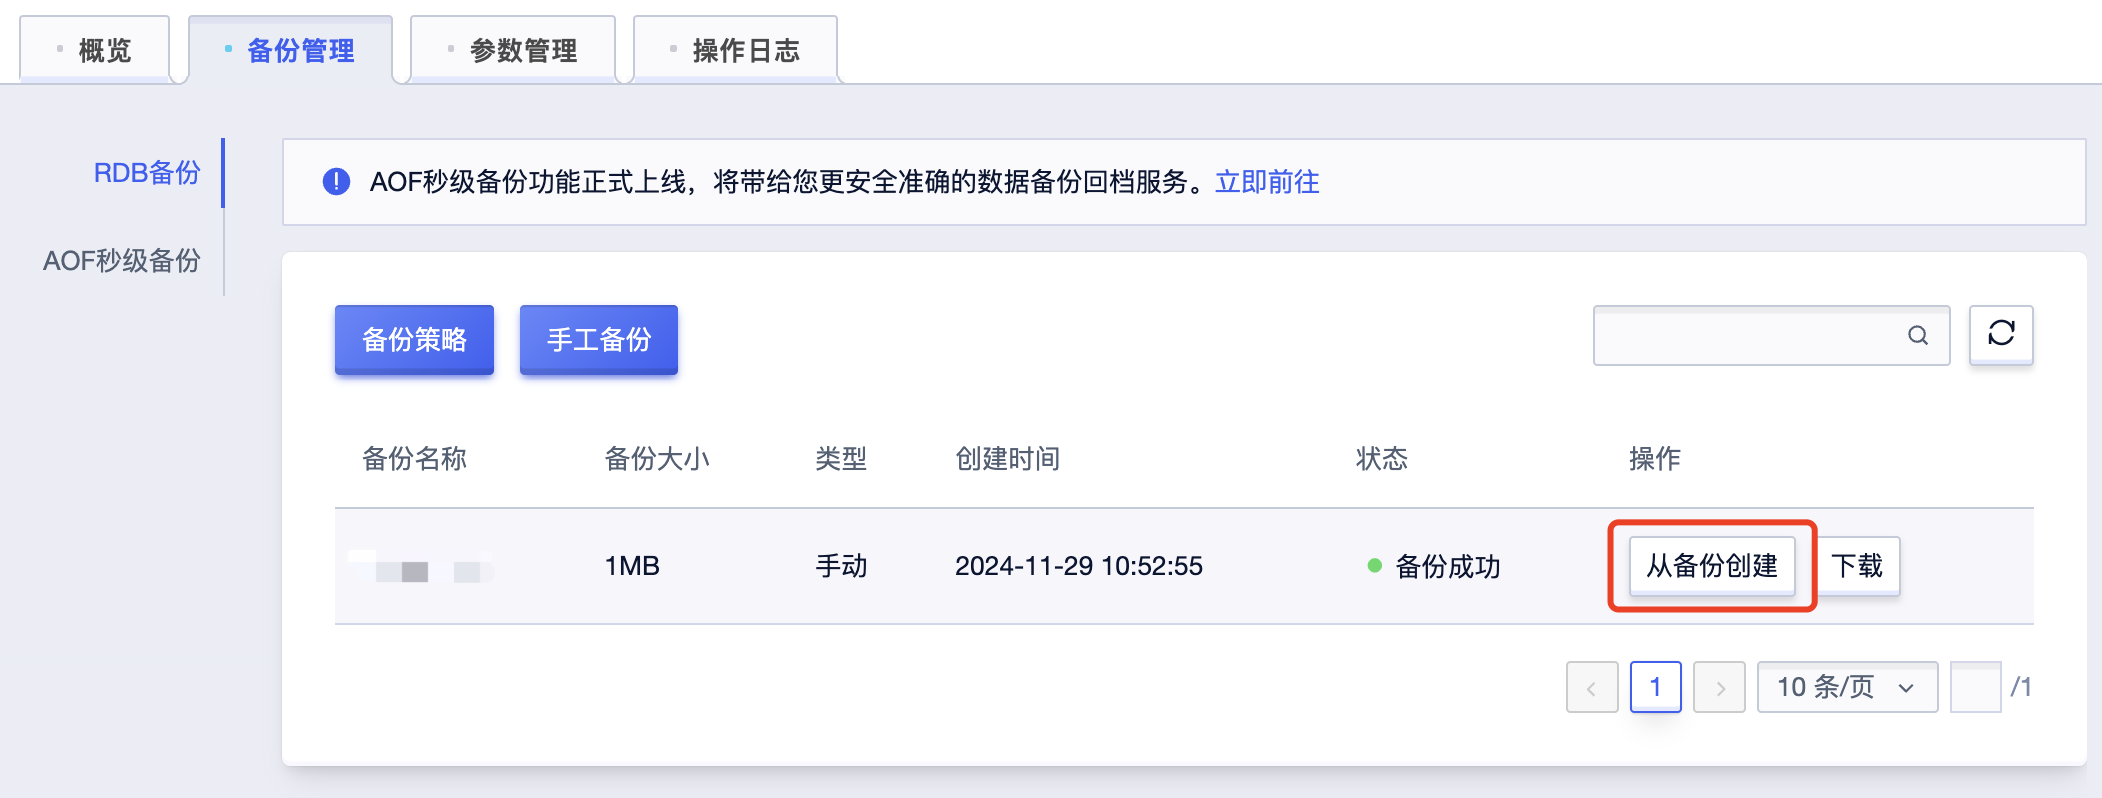 概览
备份管理
参数管理
操作日志
RDB备份
AOF秒级备份
AOF秒级备份功能正式上线，将带给您更安全准确的数据备份回档服务。立即前往
备份策略
手工备份
备份名称 备份大小 类型 创建时间 状态 操作
1MB 手动 2024-11-29 10:52:55 备份成功 从备份创建 下载
1 10 条/页 /1